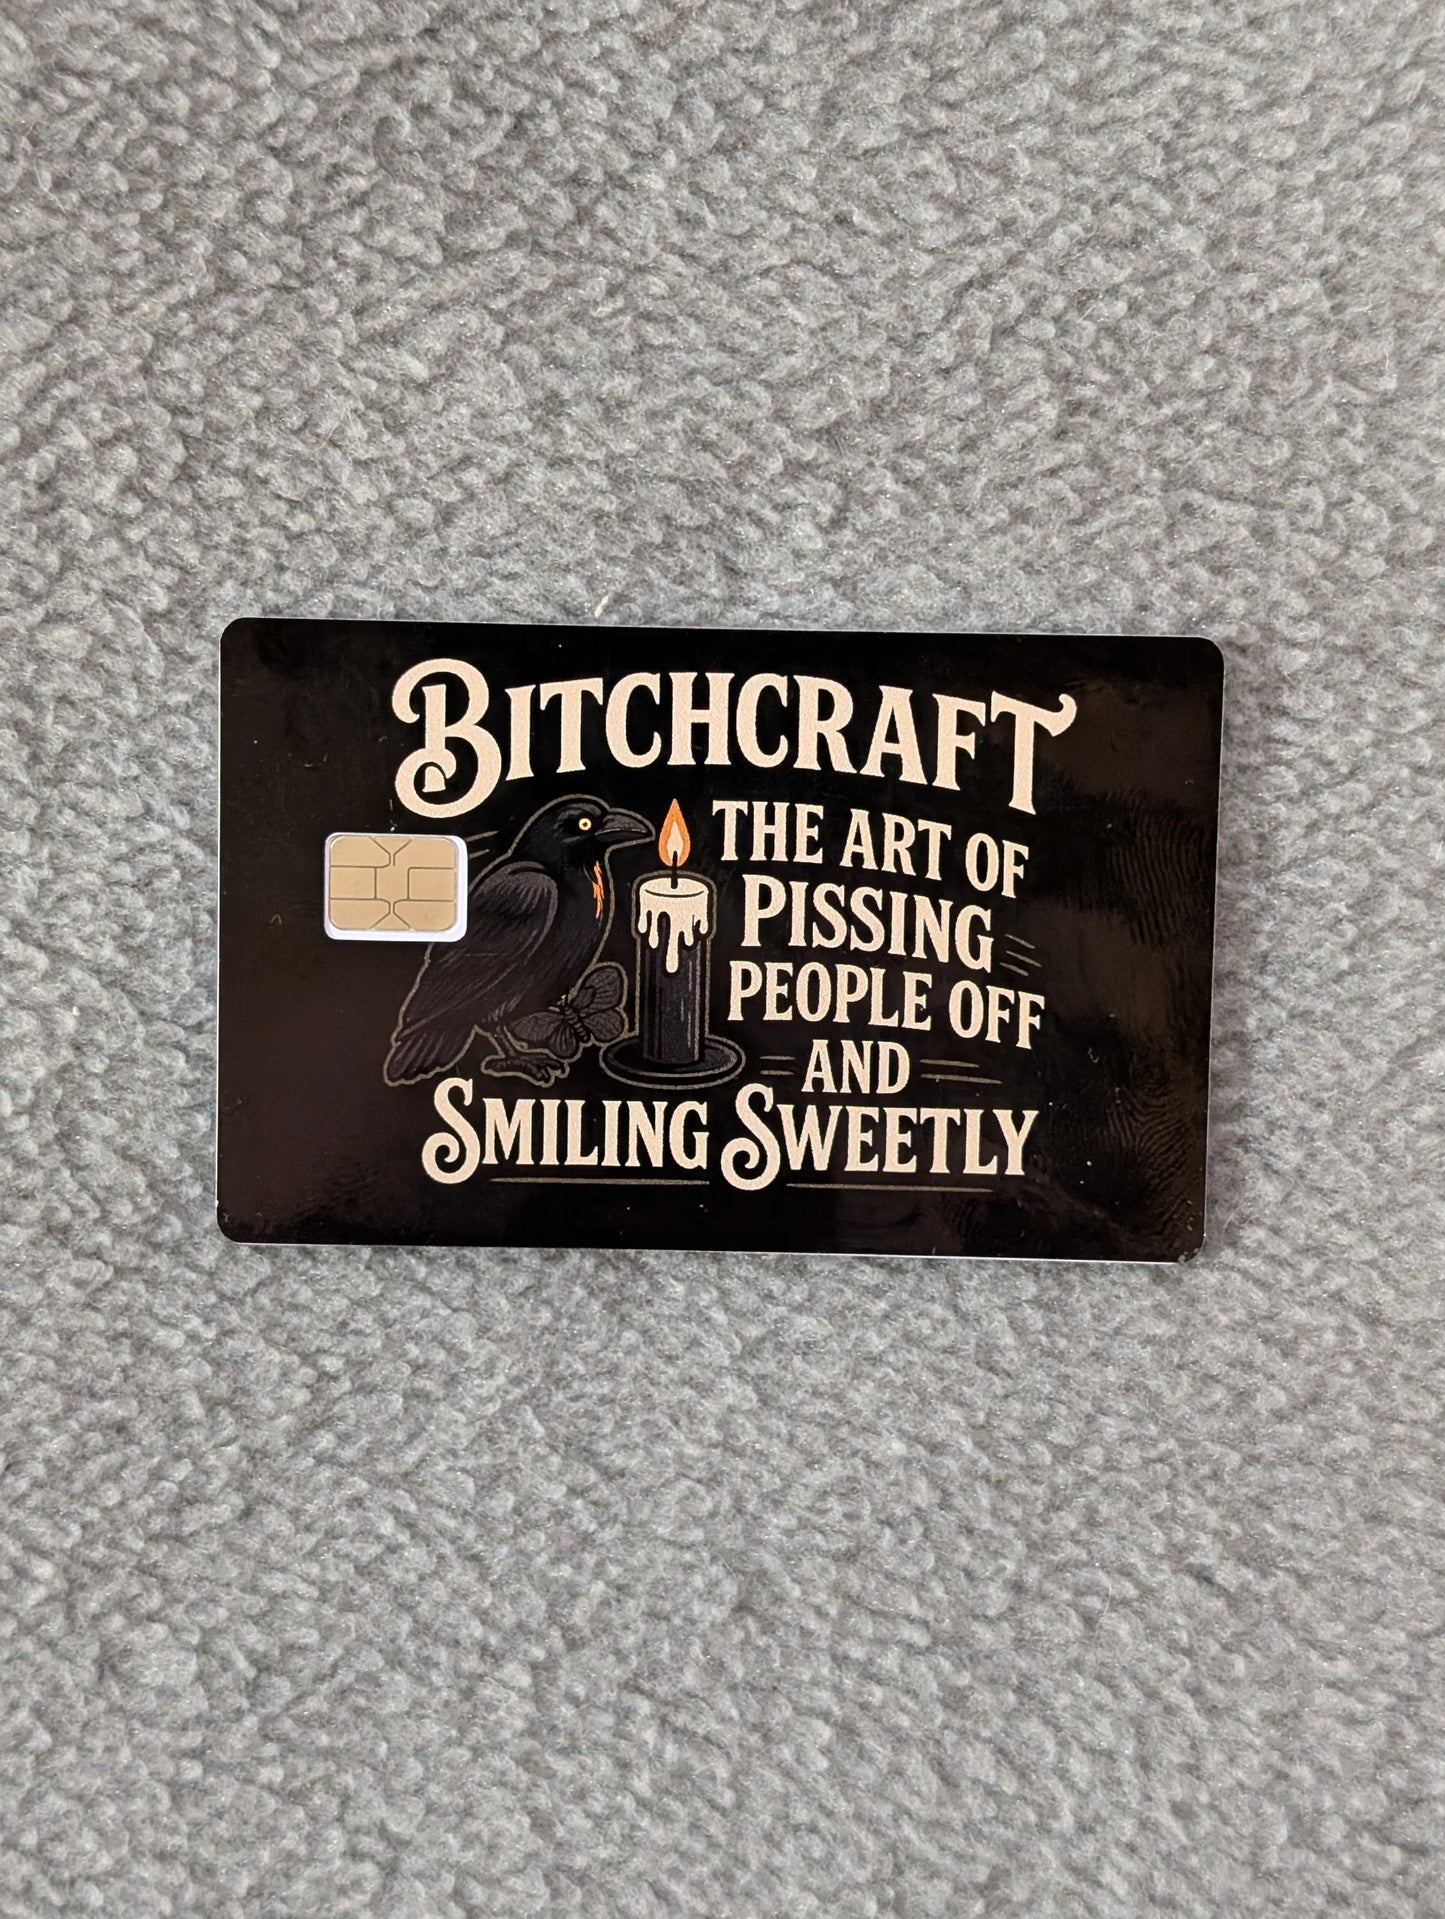 BITCHCRAFT
THE ART OF
PISSING
PEOPLE OFF
AND
SMILING SWEETLY